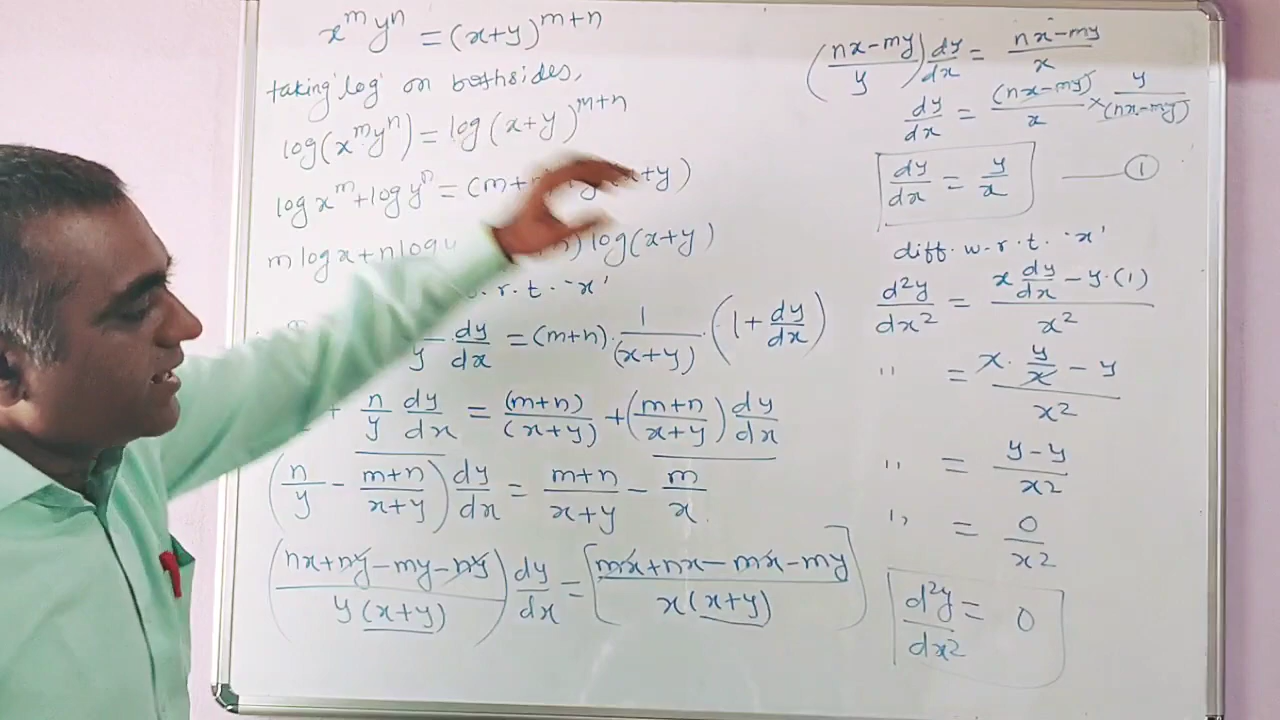 x^m y^n = (x+y)^{m+n}
taking 'log' on bothsides,
log(x^m y^n) = log(x+y)^{m+n}
log x^m + log y^n = (m+ x+y)
m log x + n log ) log(x+y)
w.r.t. 'x'
y dy/dx = (m+n) · 1/(x+y) · (1 + dy/dx)
+ n/y dy/dx = (m+n)/(x+y) + ((m+n)/(x+y)) dy/dx
(n/y - (m+n)/(x+y)) dy/dx = (m+n)/(x+y) - m/x
((nx+ny-my-ny)/(y(x+y))) dy/dx = [(mx+nx-mx-my)/(x(x+y))]
((nx-my)/y) dy/dx = (nx-my)/x
dy/dx = (nx-my)/x × y/(nx-my)
dy/dx = y/x —— ①
diff. w.r.t. 'x'
d²y/dx² = (x dy/dx - y·(1))/x²
" = (x · y/x - y)/x²
" = (y-y)/x²
" = 0/x²
d²y/dx² = 0